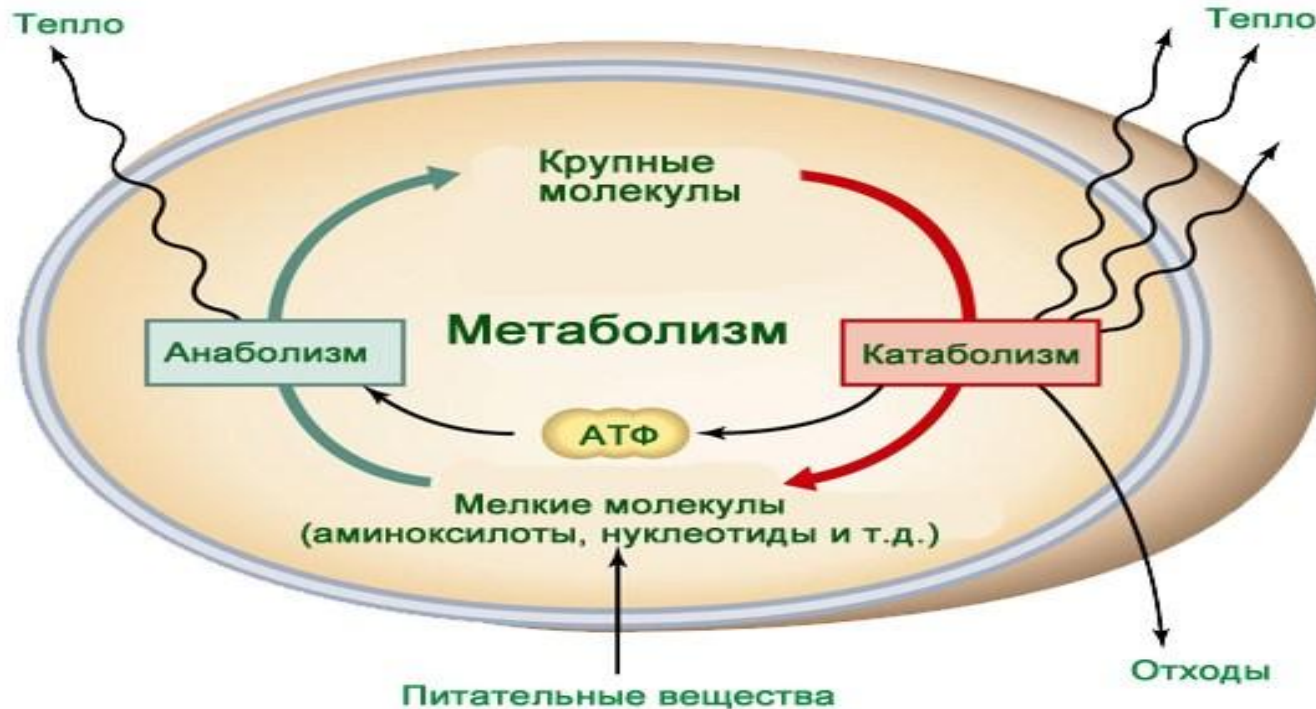 Тепло
Тепло
Крупные
молекулы
Метаболизм
Анаболизм
Катаболизм
АТФ
Мелкие молекулы
(аминоксилоты, нуклеотиды и т.д.)
Отходы
Питательные вещества